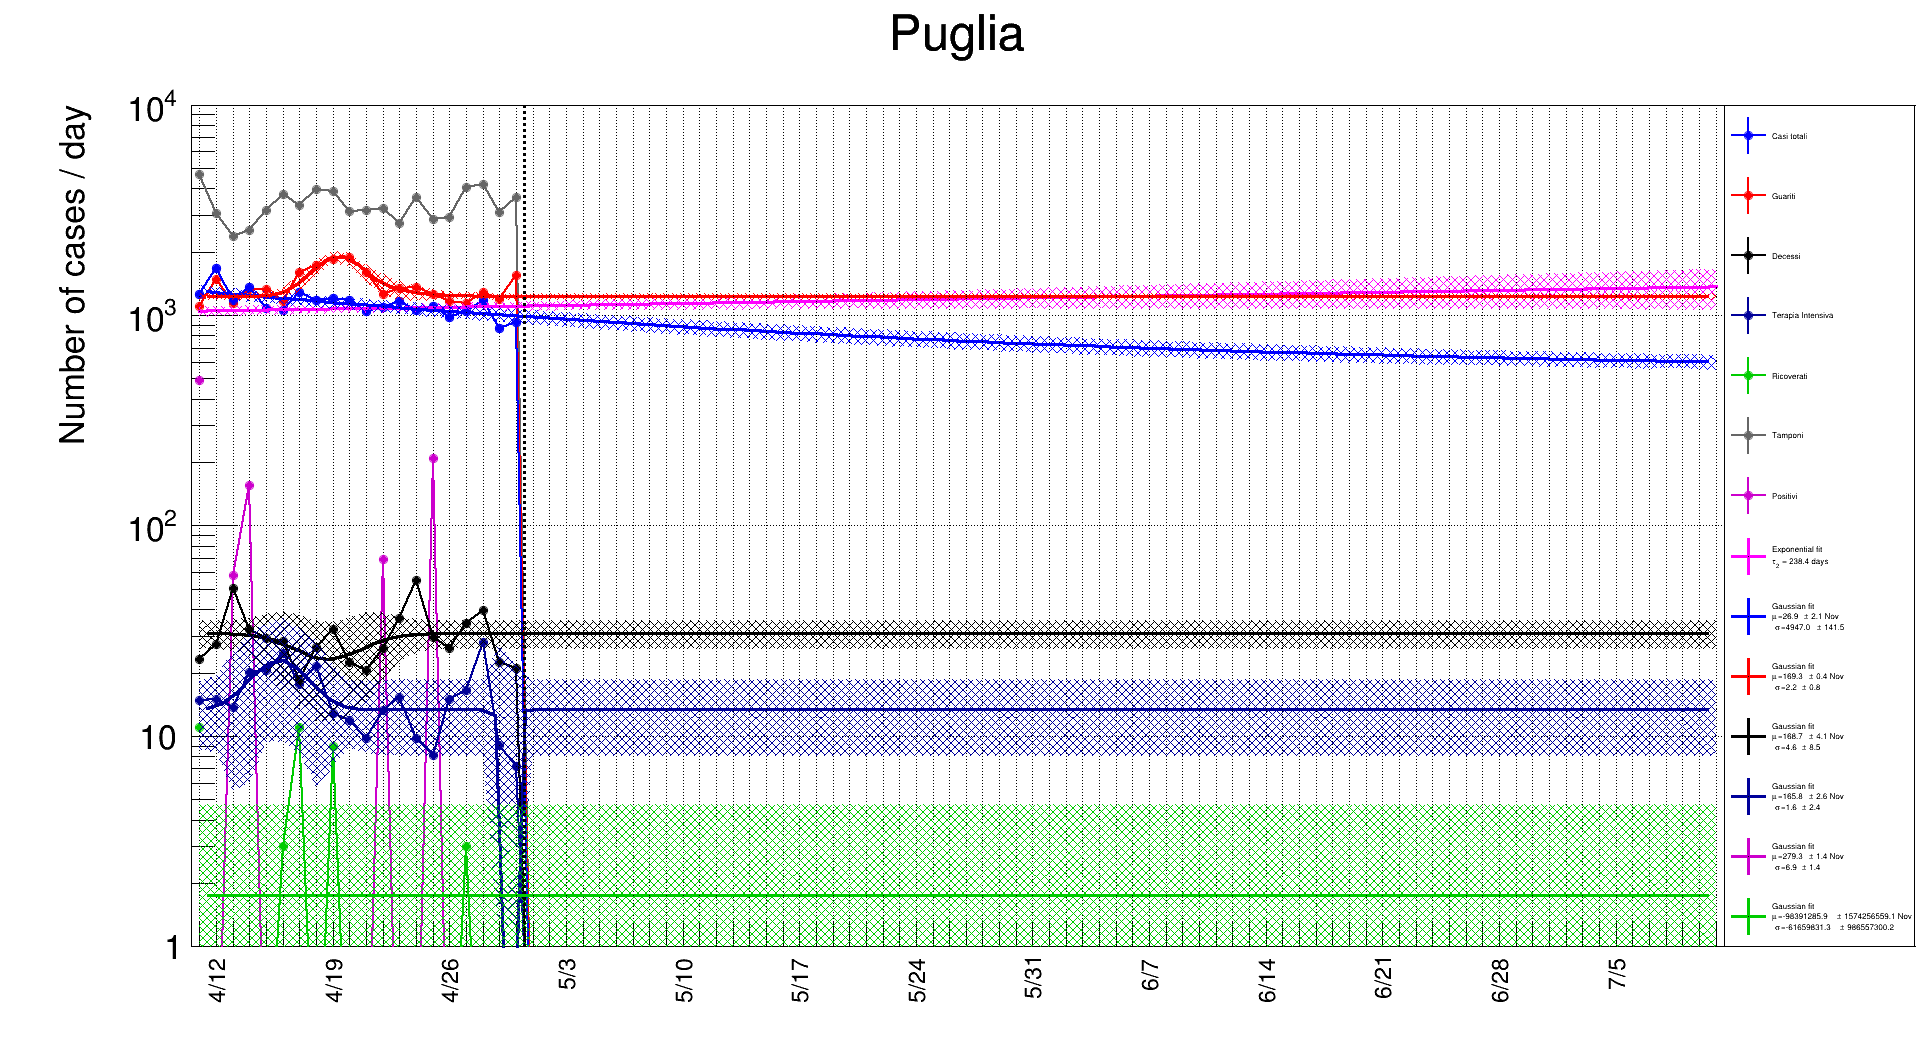 Puglia
Number of cases / day
10^4
10^3
10^2
10
1
4/12
4/19
4/26
5/3
5/10
5/17
5/24
5/31
6/7
6/14
6/21
6/28
7/5
Casi totali
Guariti
Decessi
Terapia Intensiva
Ricoverati
Tamponi
Positivi
Exponential fit
τ_2 = 238.4 days
Gaussian fit
μ=26.9 ± 2.1 Nov
σ=4947.0 ± 141.5
Gaussian fit
μ=169.3 ± 0.4 Nov
σ=2.2 ± 0.8
Gaussian fit
μ=168.7 ± 4.1 Nov
σ=4.6 ± 8.5
Gaussian fit
μ=165.8 ± 2.6 Nov
σ=1.6 ± 2.4
Gaussian fit
μ=279.3 ± 1.4 Nov
σ=6.9 ± 1.4
Gaussian fit
μ=-98391285.9 ± 1574256559.1 Nov
σ=-61659831.3 ± 986557300.2